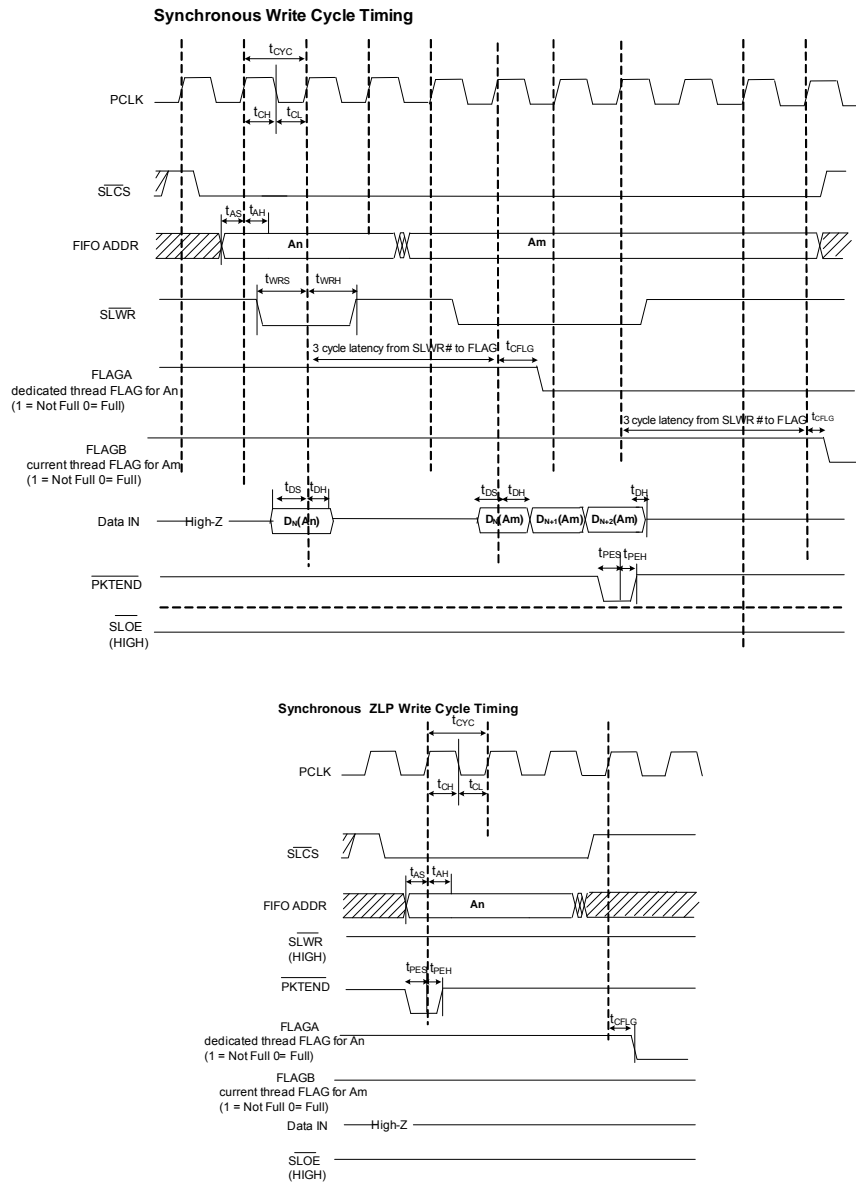 Synchronous Write Cycle Timing
tCYC
PCLK
tCH
tCL
SLCS
tAS
tAH
FIFO ADDR
An
Am
tWRS
tWRH
SLWR
3 cycle latency from SLWR# to FLAG
tCFLG
FLAGA
dedicated thread FLAG for An
(1 = Not Full 0= Full)
3 cycle latency from SLWR # to FLAG
tCFLG
FLAGB
current thread FLAG for Am
(1 = Not Full 0= Full)
tDS
tDH
tDS
tDH
tDH
Data IN
High-Z
DN(An)
DN(Am)
DN+1(Am)
DN+2(Am)
tPES
tPEH
PKTEND
SLOE
(HIGH)
Synchronous ZLP Write Cycle Timing
tCYC
PCLK
tCH
tCL
SLCS
tAS
tAH
FIFO ADDR
An
SLWR
(HIGH)
tPES
tPEH
PKTEND
FLAGA
dedicated thread FLAG for An
(1 = Not Full 0= Full)
tCFLG
FLAGB
current thread FLAG for Am
(1 = Not Full 0= Full)
Data IN
High-Z
SLOE
(HIGH)